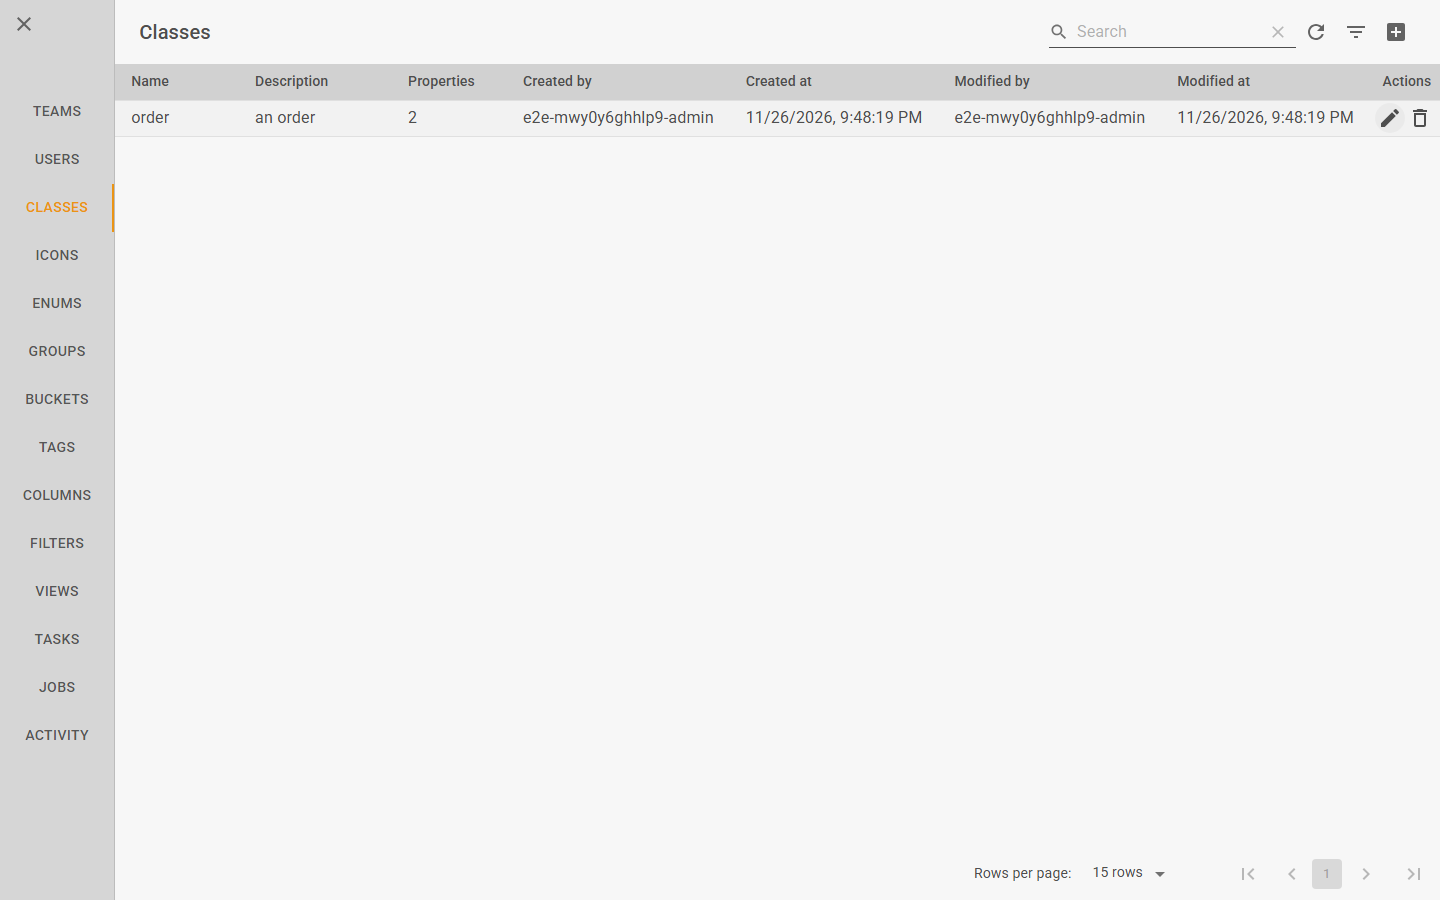 Classes
Search
Name Description Properties Created by Created at Modified by Modified at Actions
order an order 2 e2e-mwy0y6ghhlp9-admin 11/26/2026, 9:48:19 PM e2e-mwy0y6ghhlp9-admin 11/26/2026, 9:48:19 PM
TEAMS
USERS
CLASSES
ICONS
ENUMS
GROUPS
BUCKETS
TAGS
COLUMNS
FILTERS
VIEWS
TASKS
JOBS
ACTIVITY
Rows per page: 15 rows 1